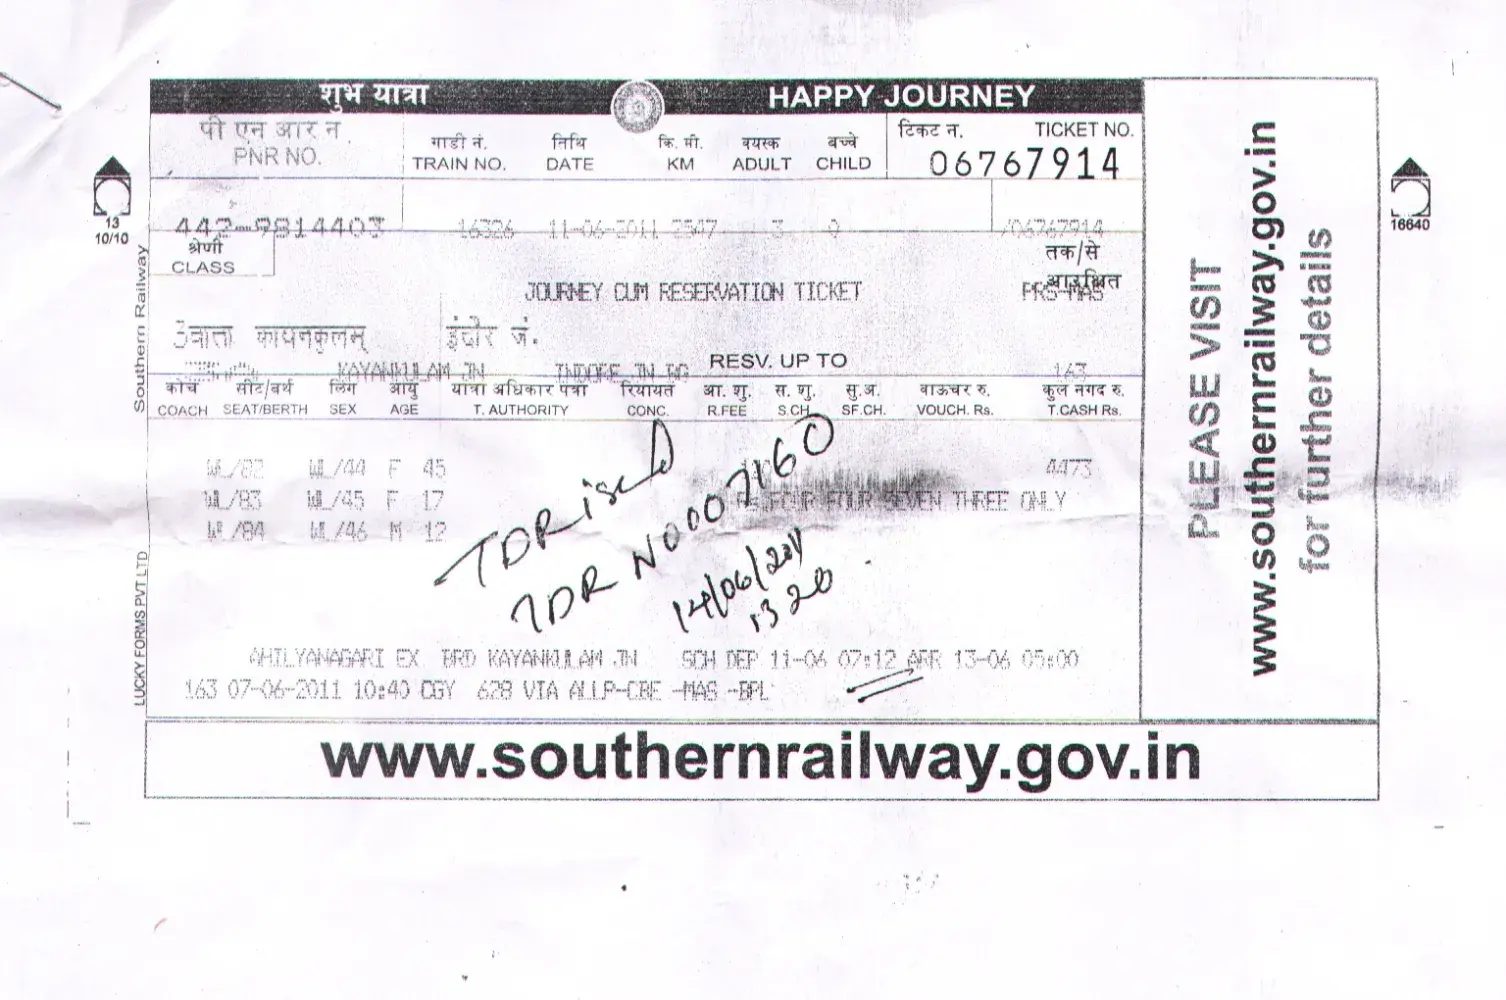 शुभ यात्रा HAPPY JOURNEY
पी एन आर न. गाडी नं. तिथि कि. मी. वयस्क बच्चे टिकट न. TICKET NO.
PNR NO. TRAIN NO. DATE KM ADULT CHILD 06767914
442-9814403 16326 11-06-2011 2547 3 0 06767914
श्रेणी तक/से
CLASS आरक्षित
JOURNEY CUM RESERVATION TICKET PRS-MAS
कायनकुलम् इंदौर जं.
RESV. UP TO
KAYANKULAM JN INDORE JN BG 163
कोच सीट/बर्थ लिंग आयु यात्रा अधिकार पत्रा रियायत आ. शु. स. शु. सु.अ. वाऊचर रु. कुल नगद रु.
COACH SEAT/BERTH SEX AGE T. AUTHORITY CONC. R.FEE S.CH. SF.CH. VOUCH. Rs. T.CASH Rs.
WL/82 WL/44 F 45 4473
WL/83 WL/45 F 17 Rs FOUR FOUR SEVEN THREE ONLY
WL/84 WL/46 M 12
TDR issued
TDR No 0007160
14/06/2011
1320
AHILYANAGARI EX BRD KAYANKULAM JN SCH DEP 11-06 07:12 ARR 13-06 05:00
163 07-06-2011 10:40 CGY 628 VIA ALLP-CBE -MAS -BPL
www.southernrailway.gov.in
PLEASE VISIT
www.southernrailway.gov.in
for further details
13
10/10
Southern Railway
LUCKY FORMS PVT LTD
16640